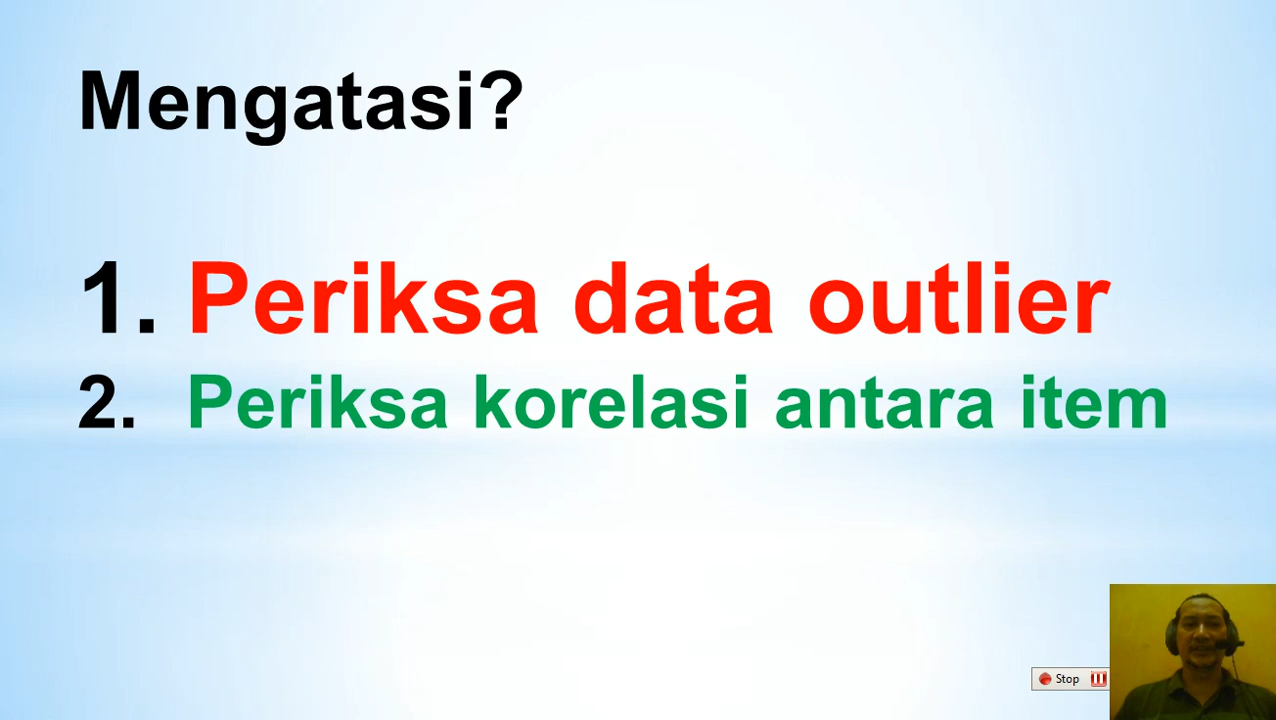 Mengatasi?
1. Periksa data outlier
2. Periksa korelasi antara item
Stop